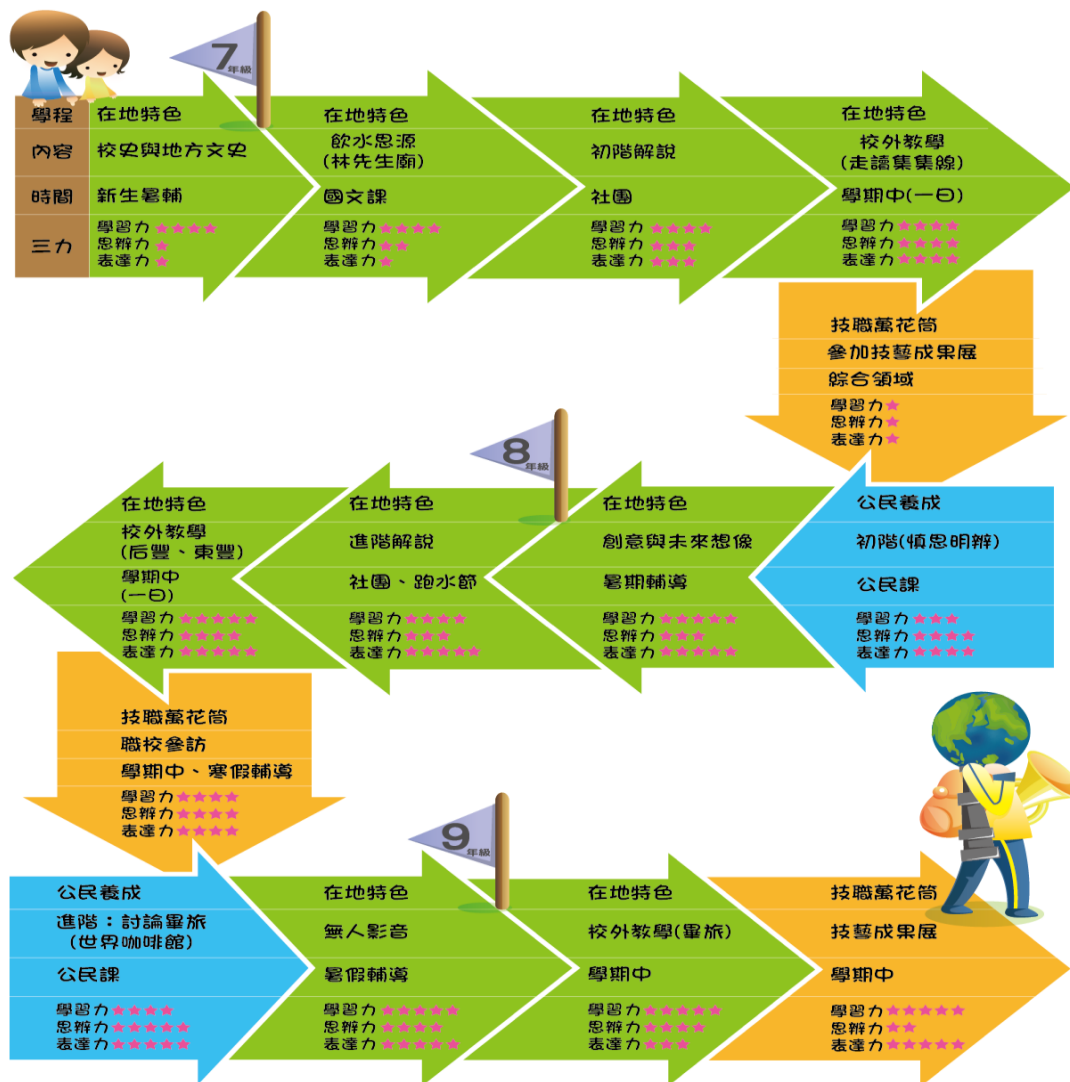 7年級
學程
內容
時間
三力
在地特色
校史與地方文史
新生暑輔
學習力★★★★
思辨力★
表達力★
在地特色
飲水思源
(林先生廟)
國文課
學習力★★★★
思辨力★★
表達力★
在地特色
初階解說
社團
學習力★★★★
思辨力★★★
表達力★★★
在地特色
校外教學
(走讀集集線)
學期中(一日)
學習力★★★★
思辨力★★★★
表達力★★★★
技職萬花筒
參加技藝成果展
綜合領域
學習力★
思辨力★
表達力★
公民養成
初階(慎思明辨)
公民課
學習力★★★
思辨力★★★★
表達力★★★★
8年級
在地特色
創意與未來想像
暑期輔導
學習力★★★★★
思辨力★★★
表達力★★★★★
在地特色
進階解說
社團、跑水節
學習力★★★★
思辨力★★★
表達力★★★★★
在地特色
校外教學
(后豐、東豐)
學期中
(一日)
學習力★★★★★
思辨力★★★★
表達力★★★★★
技職萬花筒
職校參訪
學期中、寒假輔導
學習力★★★★
思辨力★★★★
表達力★★★★
公民養成
進階：討論畢旅
(世界咖啡館)
公民課
學習力★★★★
思辨力★★★★★
表達力★★★★★
9年級
在地特色
無人影音
暑假輔導
學習力★★★★★
思辨力★★★★
表達力★★★★★
在地特色
校外教學(畢旅)
學期中
學習力★★★★★
思辨力★★★★
表達力★★★
技職萬花筒
技藝成果展
學期中
學習力★★★★★
思辨力★★
表達力★★★★★